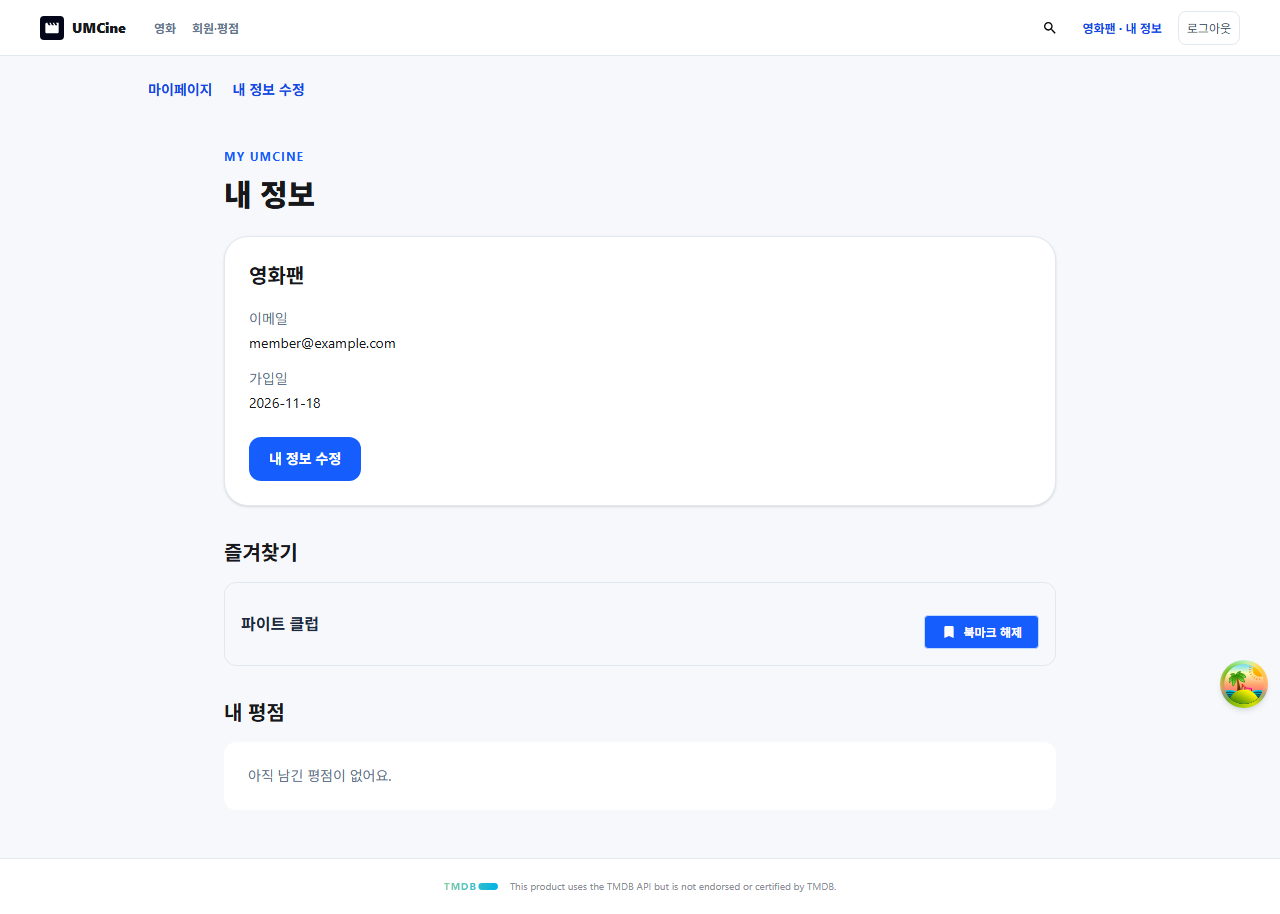 UMCine
영화
회원·평점
영화팬 · 내 정보
로그아웃
마이페이지
내 정보 수정
MY UMCINE
내 정보
영화팬
이메일
member@example.com
가입일
2026-11-18
내 정보 수정
즐겨찾기
파이트 클럽
북마크 해제
내 평점
아직 남긴 평점이 없어요.
TMDB
This product uses the TMDB API but is not endorsed or certified by TMDB.